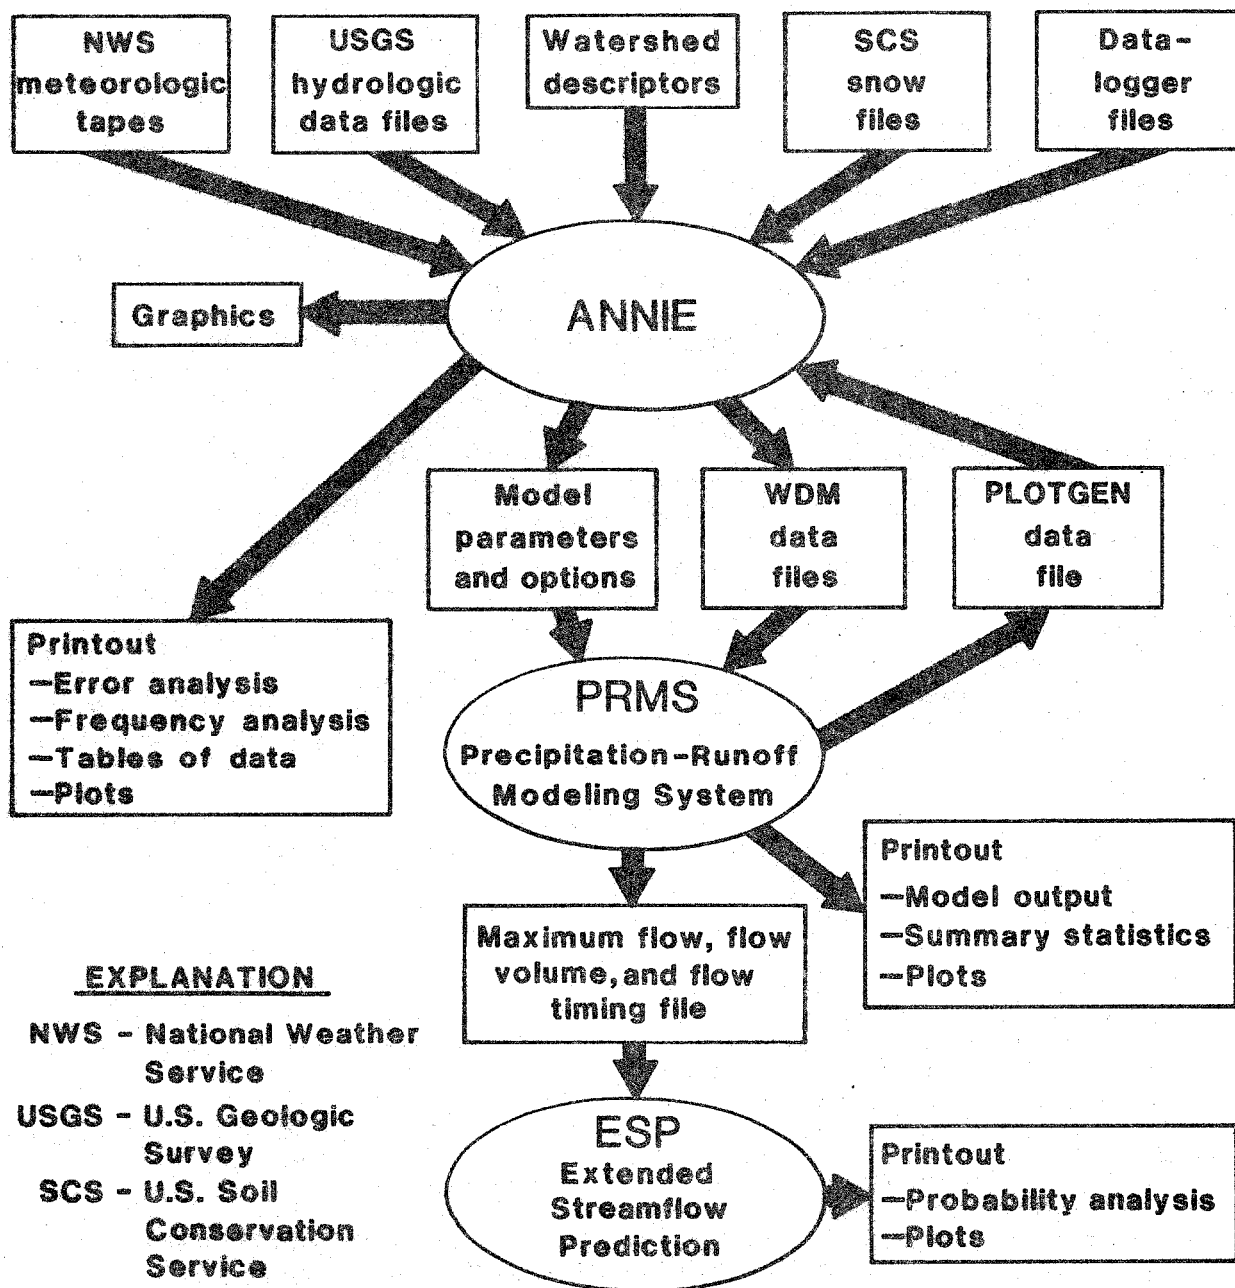 NWS
meteorologic
tapes
USGS
hydrologic
data files
Watershed
descriptors
SCS
snow
files
Data-
logger
files
ANNIE
Graphics
Model
parameters
and options
WDM
data
files
PLOTGEN
data
file
Printout
—Error analysis
—Frequency analysis
—Tables of data
—Plots
PRMS
Precipitation-Runoff
Modeling System
Printout
—Model output
—Summary statistics
—Plots
Maximum flow, flow
volume, and flow
timing file
EXPLANATION
NWS - National Weather
Service
USGS - U.S. Geologic
Survey
SCS - U.S. Soil
Conservation
Service
ESP
Extended
Streamflow
Prediction
Printout
—Probability analysis
—Plots